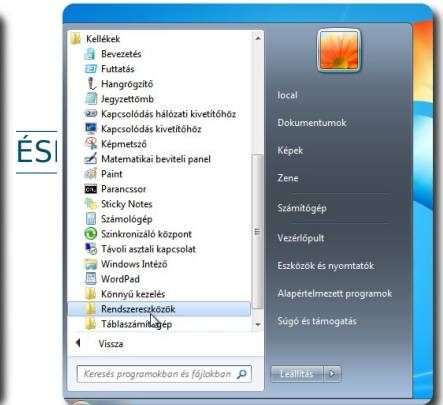 Kellékek
Bevezetés
Futtatás
Hangrögzítő
Jegyzettömb
Kapcsolódás hálózati kivetítőhöz
Kapcsolódás kivetítőhöz
Képmetsző
Matematikai beviteli panel
Paint
Parancssor
Sticky Notes
Számológép
Szinkronizáló központ
Távoli asztali kapcsolat
Windows Intéző
WordPad
Könnyű kezelés
Rendszereszközök
Táblaszámítógép
Vissza
Keresés programokban és fájlokban
local
Dokumentumok
Képek
Zene
Számítógép
Vezérlőpult
Eszközök és nyomtatók
Alapértelmezett programok
Súgó és támogatás
Leállítás